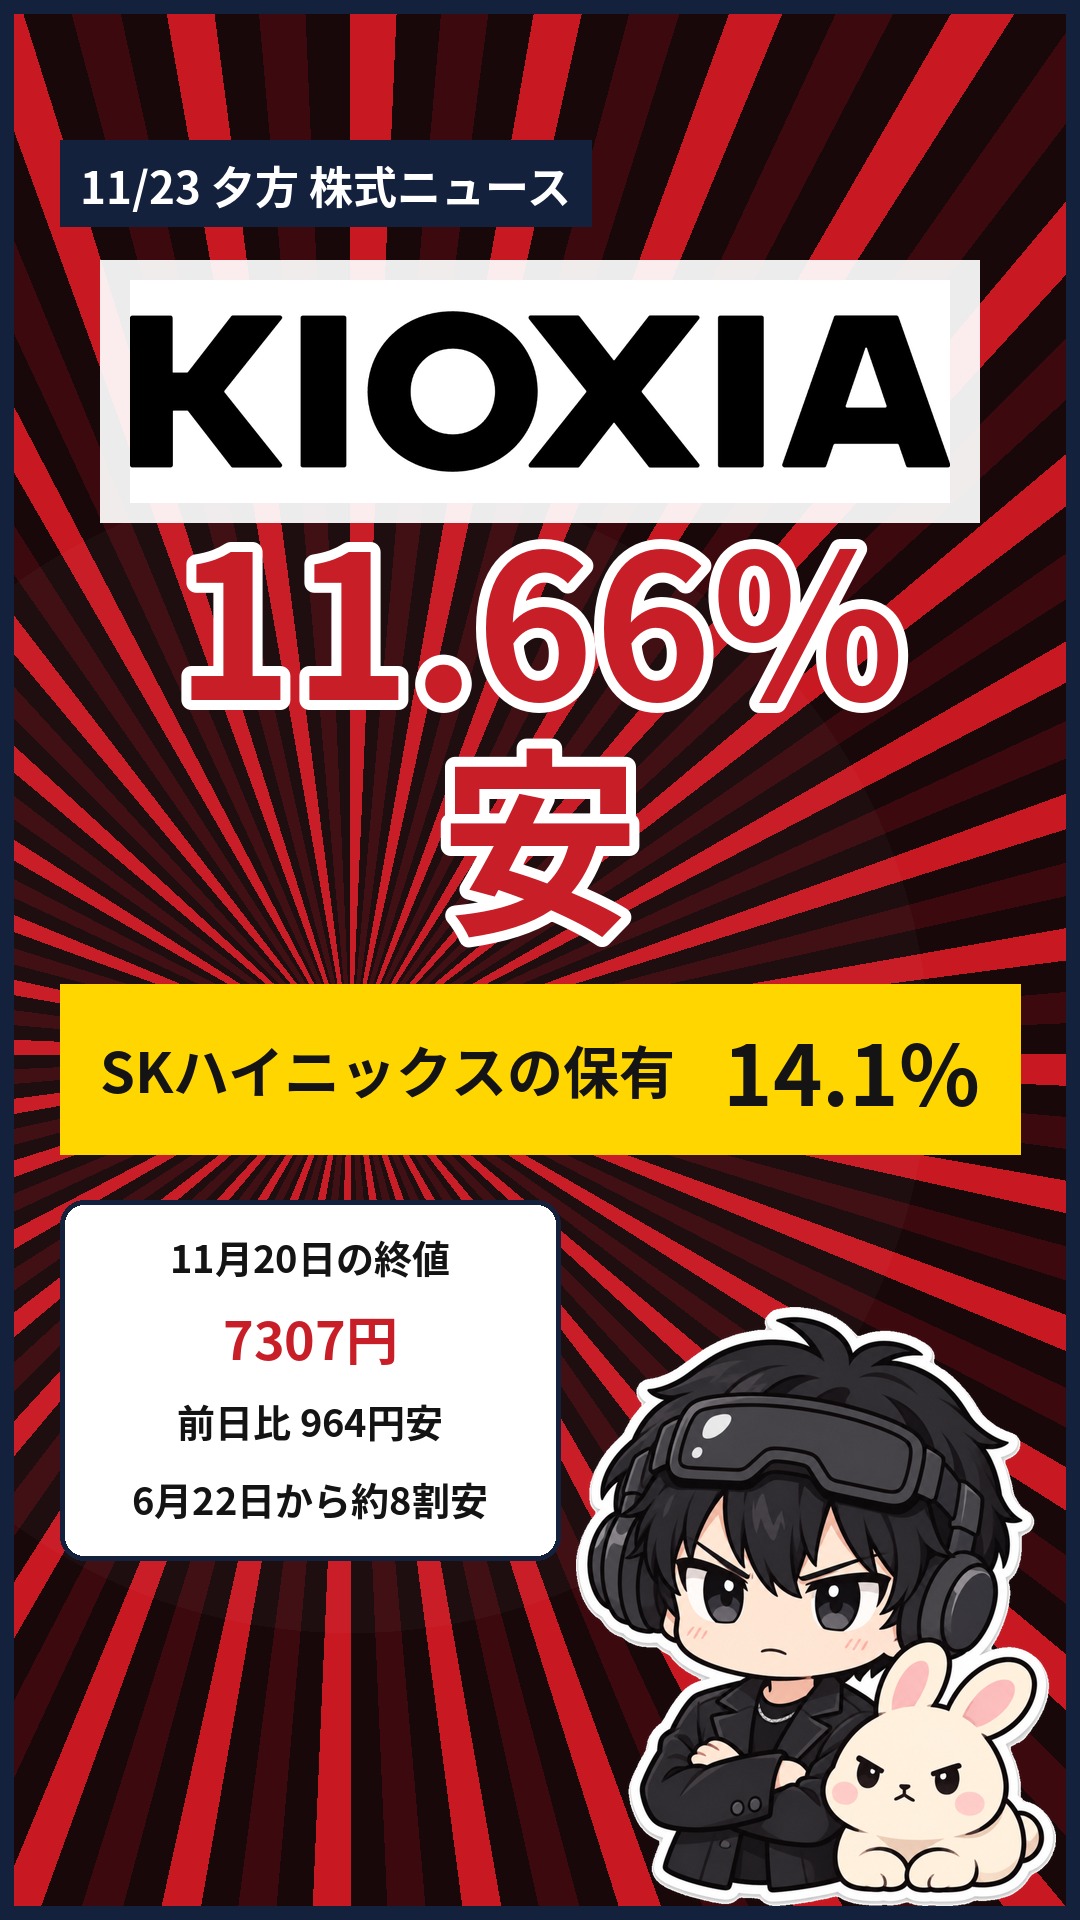 11/23 夕方 株式ニュース
KIOXIA
11.66%
安
SKハイニックスの保有 14.1%
11月20日の終値
7307円
前日比 964円安
6月22日から約8割安